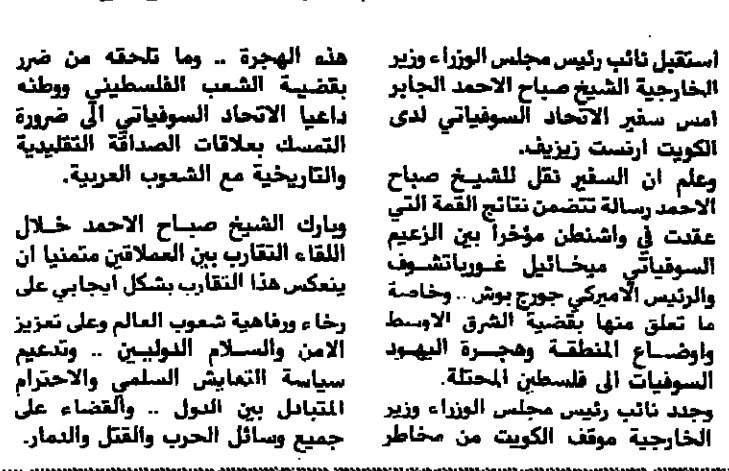 استقبل نائب رئيس مجلس الوزراء وزير
الخارجية الشيخ صباح الاحمد الجابر
امس سفير الاتحاد السوفياتي لدى
الكويت ارنست زيزيف.
وعلم ان السفير نقل للشيخ صباح
الاحمد رسالة تتضمن نتائج القمة التي
عقدت في واشنطن مؤخراً بين الزعيم
السوفياتي ميخائيل غورباتشوف
والرئيس الاميركي جورج بوش .. وخاصة
ما تعلق منها بقضية الشرق الاوسط
واوضاع المنطقة وهجرة اليهود
السوفيات الى فلسطين المحتلة.
وجدد نائب رئيس مجلس الوزراء وزير
الخارجية موقف الكويت من مخاطر
هذه الهجرة .. وما تلحقه من ضرر
بقضية الشعب الفلسطيني ووطنه
داعيا الاتحاد السوفياتي الى ضرورة
التمسك بعلاقات الصداقة التقليدية
والتاريخية مع الشعوب العربية.
وبارك الشيخ صباح الاحمد خلال
اللقاء التقارب بين العملاقين متمنيا ان
ينعكس هذا التقارب بشكل ايجابي على
رخاء ورفاهية شعوب العالم وعلى تعزيز
الامن والسلام الدوليين .. وتدعيم
سياسة التعايش السلمي والاحترام
المتبادل بين الدول .. والقضاء على
جميع وسائل الحرب والقتل والدمار.